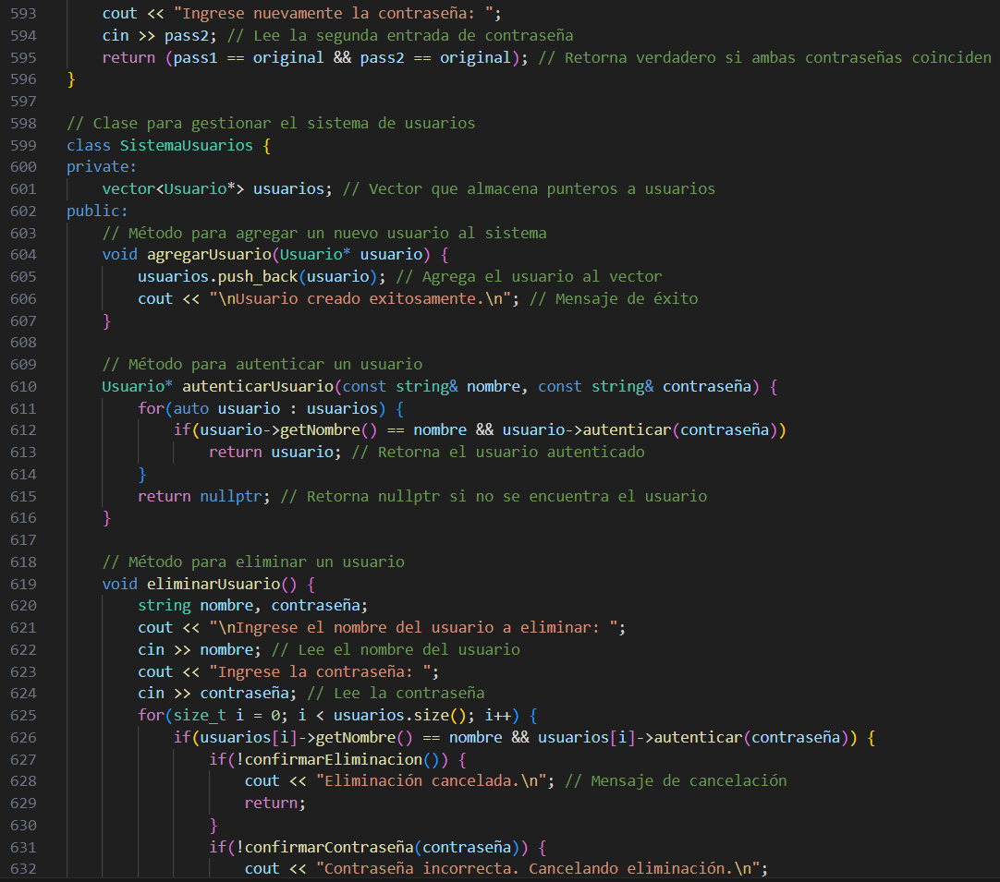 593 cout << "Ingrese nuevamente la contraseña: ";
594 cin >> pass2; // Lee la segunda entrada de contraseña
595 return (pass1 == original && pass2 == original); // Retorna verdadero si ambas contraseñas coinciden
596 }
597
598 // Clase para gestionar el sistema de usuarios
599 class SistemaUsuarios {
600 private:
601 vector<Usuario*> usuarios; // Vector que almacena punteros a usuarios
602 public:
603 // Método para agregar un nuevo usuario al sistema
604 void agregarUsuario(Usuario* usuario) {
605 usuarios.push_back(usuario); // Agrega el usuario al vector
606 cout << "\nUsuario creado exitosamente.\n"; // Mensaje de éxito
607 }
608
609 // Método para autenticar un usuario
610 Usuario* autenticarUsuario(const string& nombre, const string& contraseña) {
611 for(auto usuario : usuarios) {
612 if(usuario->getNombre() == nombre && usuario->autenticar(contraseña))
613 return usuario; // Retorna el usuario autenticado
614 }
615 return nullptr; // Retorna nullptr si no se encuentra el usuario
616 }
617
618 // Método para eliminar un usuario
619 void eliminarUsuario() {
620 string nombre, contraseña;
621 cout << "\nIngrese el nombre del usuario a eliminar: ";
622 cin >> nombre; // Lee el nombre del usuario
623 cout << "Ingrese la contraseña: ";
624 cin >> contraseña; // Lee la contraseña
625 for(size_t i = 0; i < usuarios.size(); i++) {
626 if(usuarios[i]->getNombre() == nombre && usuarios[i]->autenticar(contraseña)) {
627 if(!confirmarEliminacion()) {
628 cout << "Eliminación cancelada.\n"; // Mensaje de cancelación
629 return;
630 }
631 if(!confirmarContraseña(contraseña)) {
632 cout << "Contraseña incorrecta. Cancelando eliminación.\n";